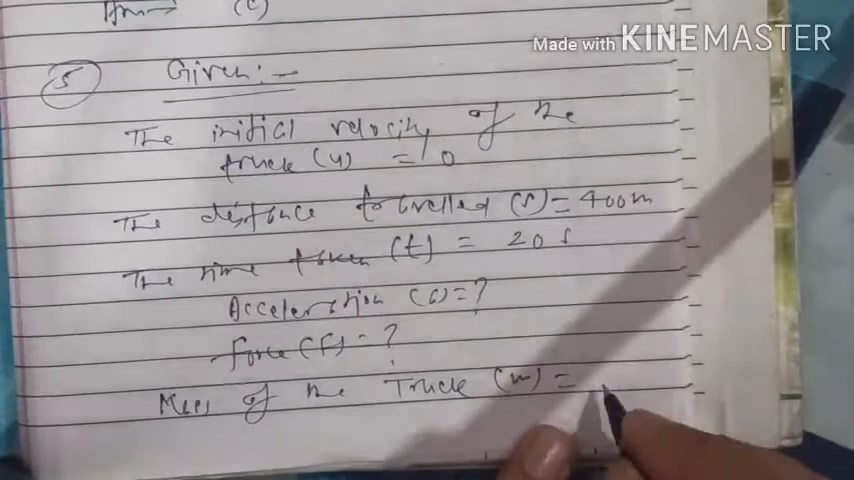 Ans → (c)
Made with KINEMASTER
5 Given:-
The initial velocity of the
truck (u) = 0
The distance travelled (s) = 400m
The time taken (t) = 20 s
Acceleration (a) = ?
force (F) = ?
Mass of the Truck (m) =